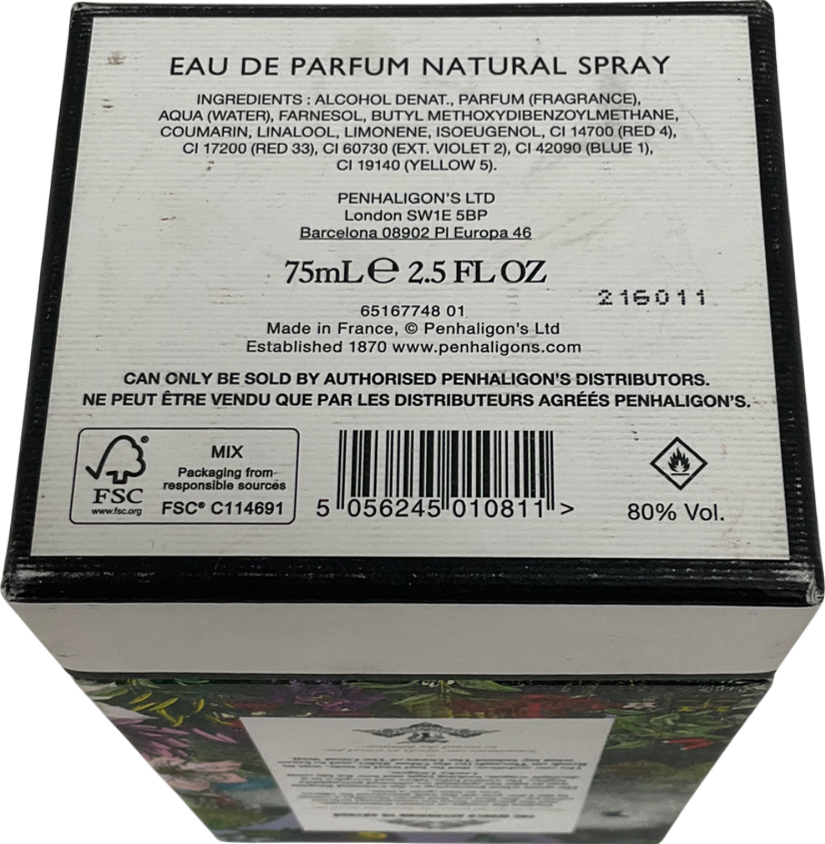 EAU DE PARFUM NATURAL SPRAY
INGREDIENTS : ALCOHOL DENAT., PARFUM (FRAGRANCE),
AQUA (WATER), FARNESOL, BUTYL METHOXYDIBENZOYLMETHANE,
COUMARIN, LINALOOL, LIMONENE, ISOEUGENOL, CI 14700 (RED 4),
CI 17200 (RED 33), CI 60730 (EXT. VIOLET 2), CI 42090 (BLUE 1),
CI 19140 (YELLOW 5).
PENHALIGON'S LTD
London SW1E 5BP
Barcelona 08902 Pl Europa 46
75mL ℮ 2.5 FL OZ
216011
65167748 01
Made in France, © Penhaligon's Ltd
Established 1870 www.penhaligons.com
CAN ONLY BE SOLD BY AUTHORISED PENHALIGON'S DISTRIBUTORS.
NE PEUT ÊTRE VENDU QUE PAR LES DISTRIBUTEURS AGRÉÉS PENHALIGON'S.
FSC
www.fsc.org
MIX
Packaging from
responsible sources
FSC® C114691
5 056245 010811 >
80% Vol.